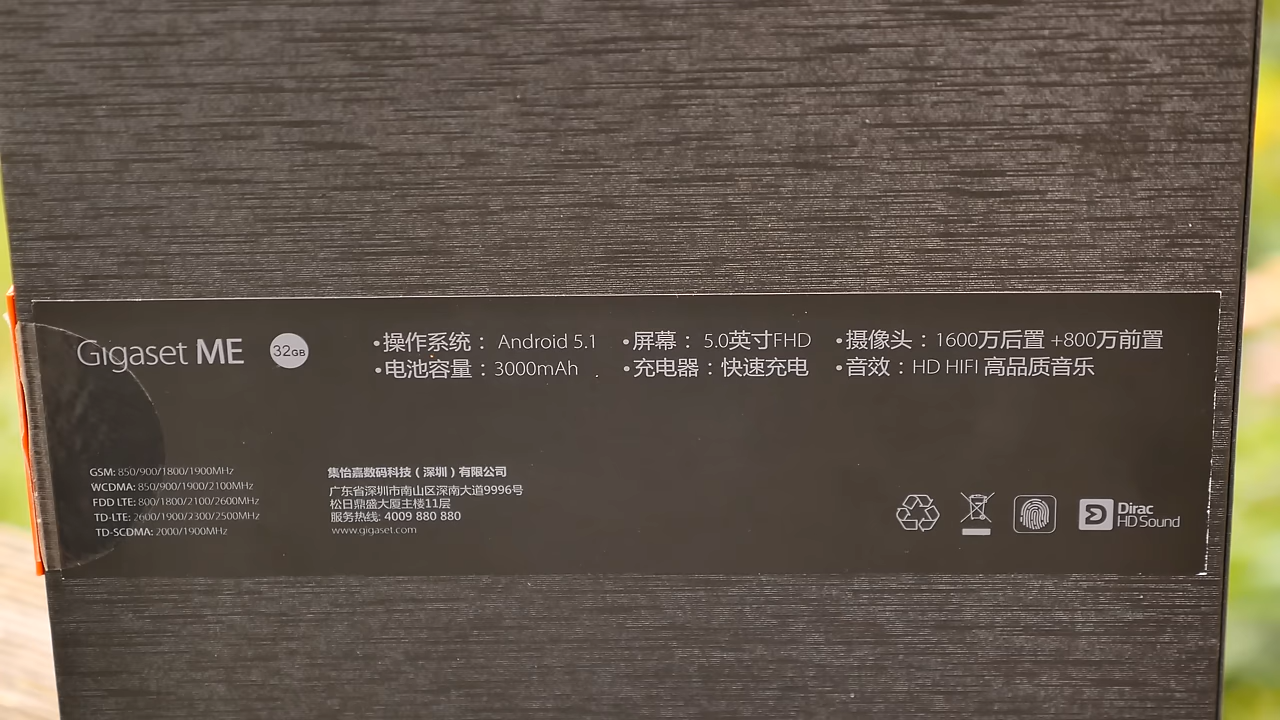 Gigaset ME 32GB
•操作系统： Android 5.1 •屏幕： 5.0英寸FHD •摄像头：1600万后置 +800万前置
•电池容量：3000mAh •充电器：快速充电 •音效：HD HIFI 高品质音乐
GSM: 850/900/1800/1900MHz
WCDMA: 850/900/1900/2100MHz
FDD LTE: 800/1800/2100/2600MHz
TD-LTE: 2600/1900/2300/2500MHz
TD-SCDMA: 2000/1900MHz
集怡嘉数码科技（深圳）有限公司
广东省深圳市南山区深南大道9996号
松日鼎盛大厦主楼11层
服务热线: 4009 880 880
www.gigaset.com
Dirac
HD Sound